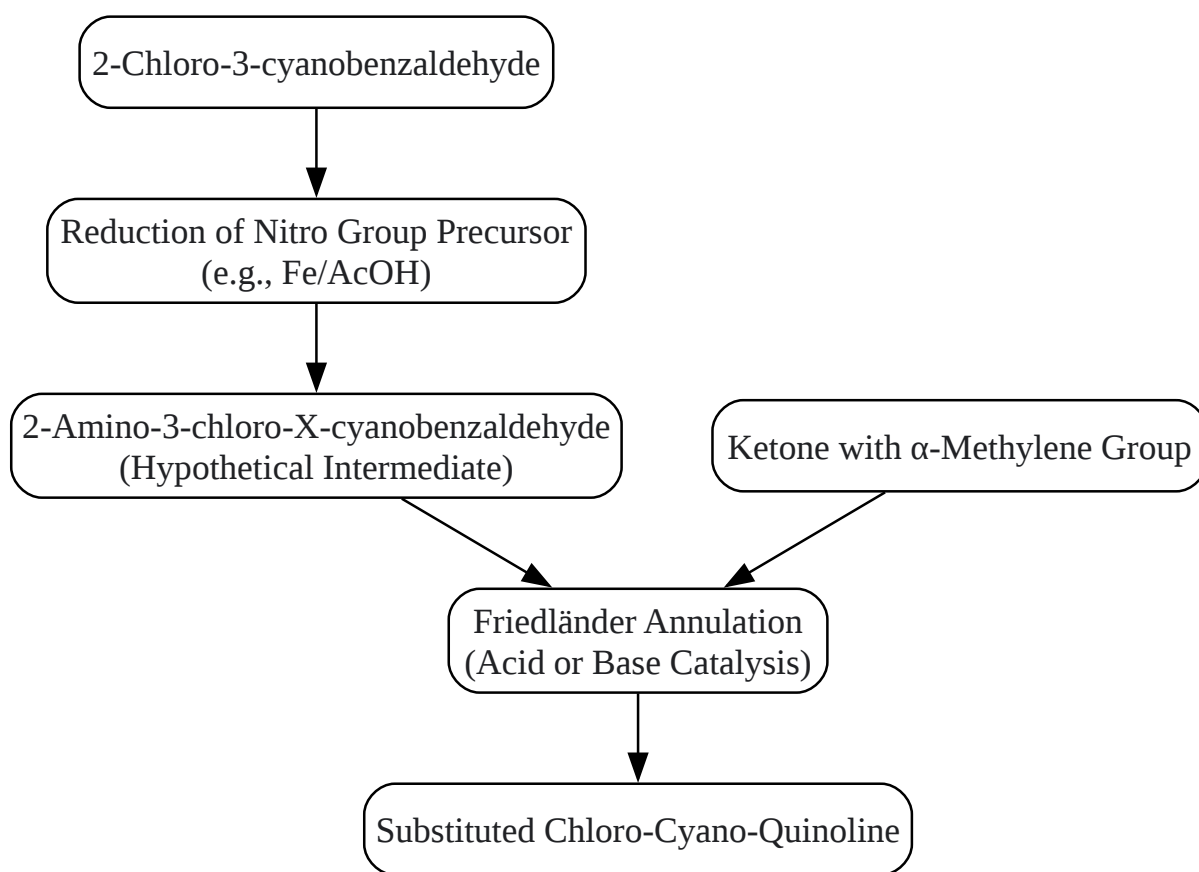 2-Chloro-3-cyanobenzaldehyde
Reduction of Nitro Group Precursor
(e.g., Fe/AcOH)
2-Amino-3-chloro-X-cyanobenzaldehyde
(Hypothetical Intermediate)
Ketone with α-Methylene Group
Friedländer Annulation
(Acid or Base Catalysis)
Substituted Chloro-Cyano-Quinoline